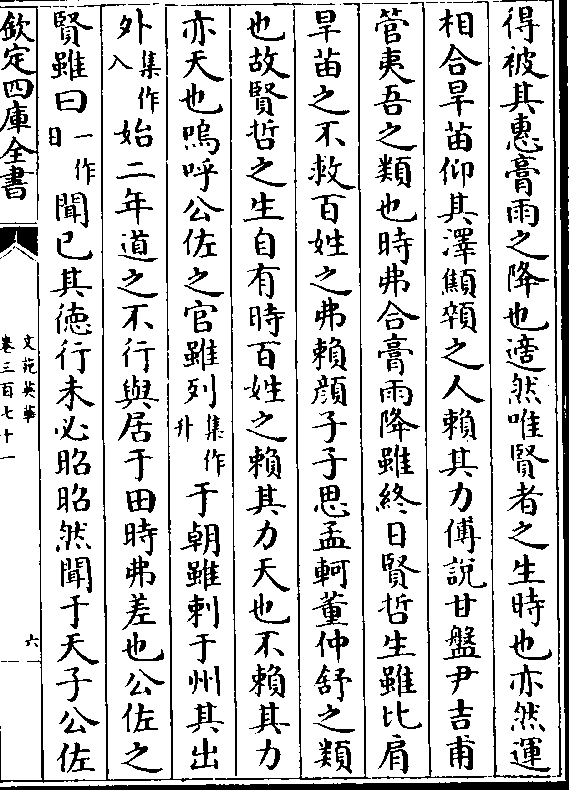 得被其惠膏雨之降也適然唯賢者之生時也亦然運
相合旱苗仰其澤顦顇之人賴其力傅說甘盤尹吉甫
管夷吾之類也時弗合膏雨降雖終日賢哲生雖比肩
旱苗之不救百姓之弗賴顔子子思孟軻董仲舒之類
也故賢哲之生自有時百姓之賴其力天也不賴其力
亦天也嗚呼公佐之官雖列集作升于朝雖刺于州其出
外集作入始二年道之不行與居于田時弗差也公佐之
賢雖曰一作日聞已其徳行未必昭昭然聞于天子公佐
欽定四庫全書
文苑英華
卷三百七十一
六